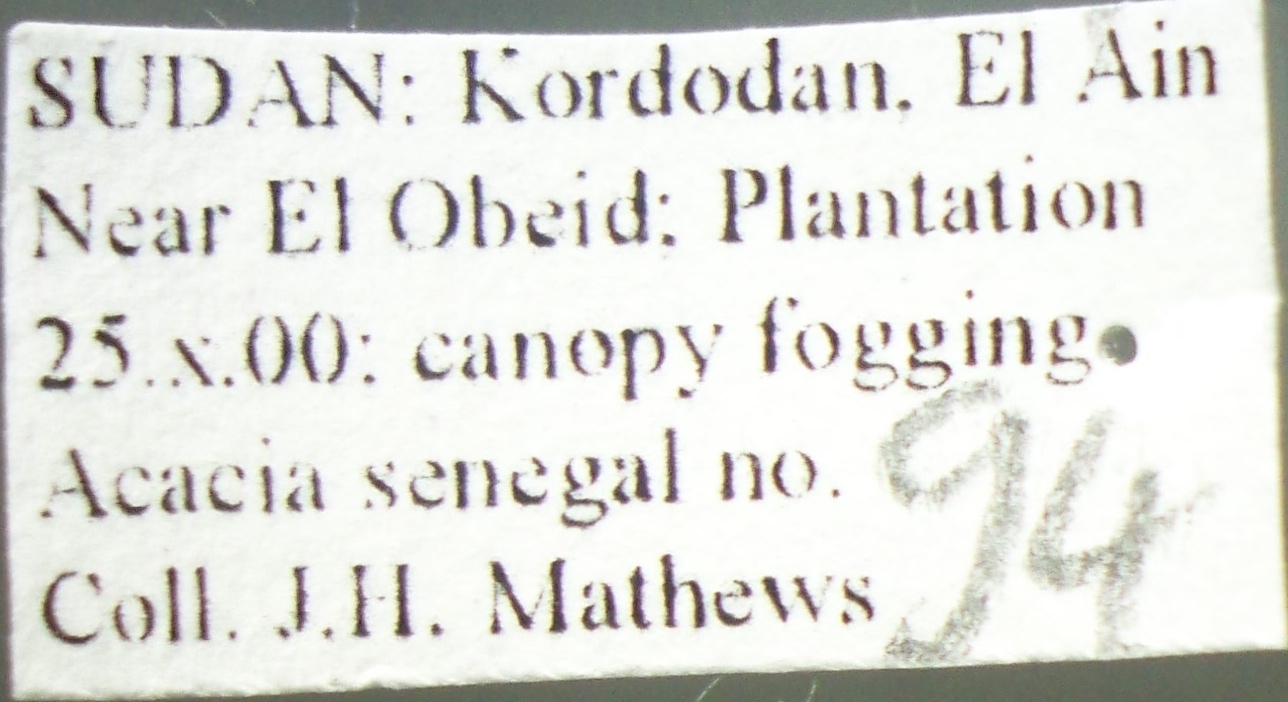 SUDAN: Kordodan, El Ain
Near El Obeid; Plantation
25.x.00: canopy fogging
Acacia senegal no. 94
Coll. J.H. Mathews